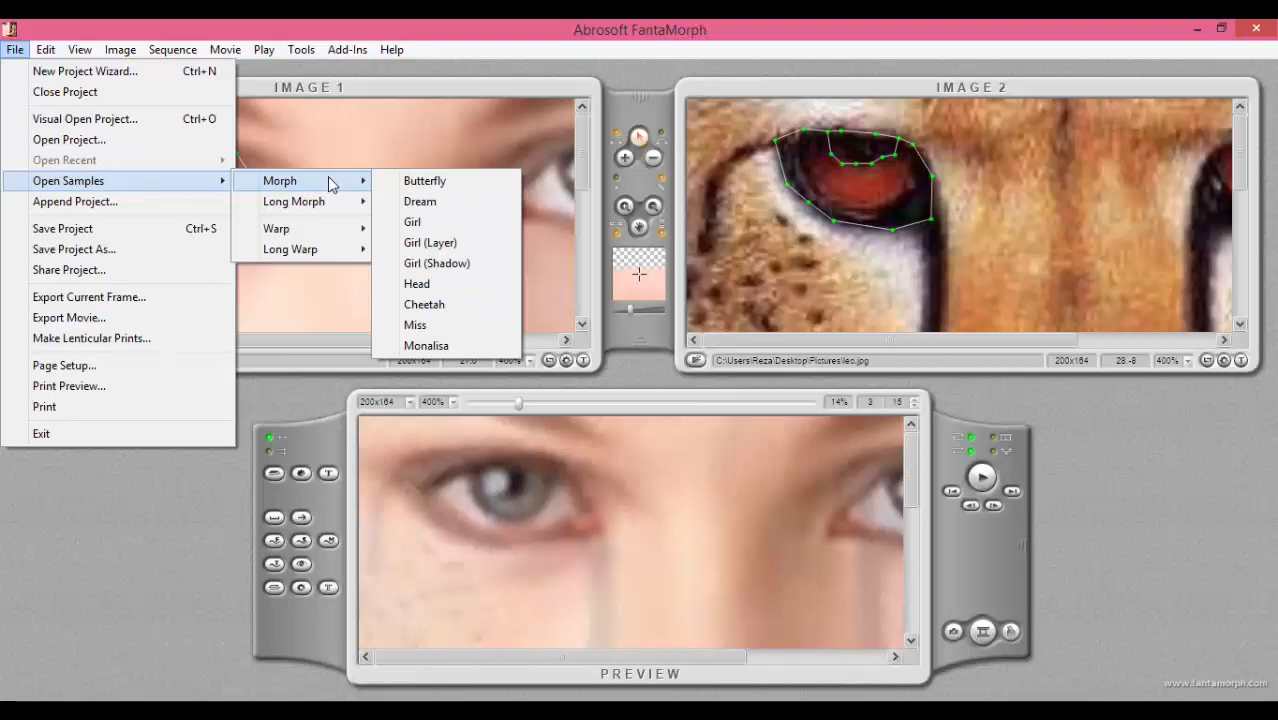 Abrosoft FantaMorph
File Edit View Image Sequence Movie Play Tools Add-Ins Help
New Project Wizard... Ctrl+N
Close Project
Visual Open Project... Ctrl+O
Open Project...
Open Recent
Open Samples
Append Project...
Save Project Ctrl+S
Save Project As...
Share Project...
Export Current Frame...
Export Movie...
Make Lenticular Prints...
Page Setup...
Print Preview...
Print
Exit
Morph
Long Morph
Warp
Long Warp
Butterfly
Dream
Girl
Girl (Layer)
Girl (Shadow)
Head
Cheetah
Miss
Monalisa
IMAGE 1
400%
IMAGE 2
C:\Users\Reza\Desktop\Pictures\leo.jpg 200x164 28.-8 400%
200x164 400% 14% 3 15
PREVIEW
www.fantamorph.com